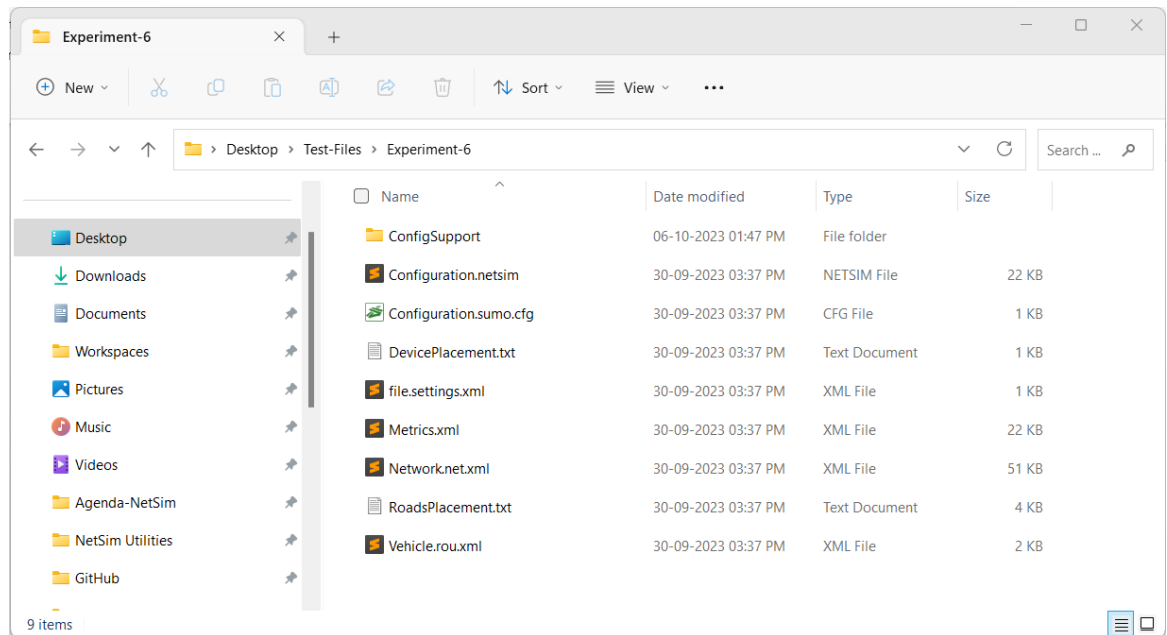 Experiment-6
New Sort View
Desktop Test-Files Experiment-6 Search ...
Name Date modified Type Size
Desktop
Downloads
Documents
Workspaces
Pictures
Music
Videos
Agenda-NetSim
NetSim Utilities
GitHub
ConfigSupport 06-10-2023 01:47 PM File folder
Configuration.netsim 30-09-2023 03:37 PM NETSIM File 22 KB
Configuration.sumo.cfg 30-09-2023 03:37 PM CFG File 1 KB
DevicePlacement.txt 30-09-2023 03:37 PM Text Document 1 KB
file.settings.xml 30-09-2023 03:37 PM XML File 1 KB
Metrics.xml 30-09-2023 03:37 PM XML File 22 KB
Network.net.xml 30-09-2023 03:37 PM XML File 51 KB
RoadsPlacement.txt 30-09-2023 03:37 PM Text Document 4 KB
Vehicle.rou.xml 30-09-2023 03:37 PM XML File 2 KB
9 items